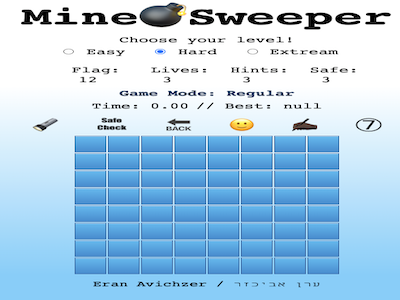 Mine Sweeper
Choose your level!
Easy Hard Extream
Flag: Lives: Hints: Safe:
12 3 3 3
Game Mode: Regular
Time: 0.00 // Best: null
Safe Check BACK 7
Eran Avichzer / ערן אביכזר